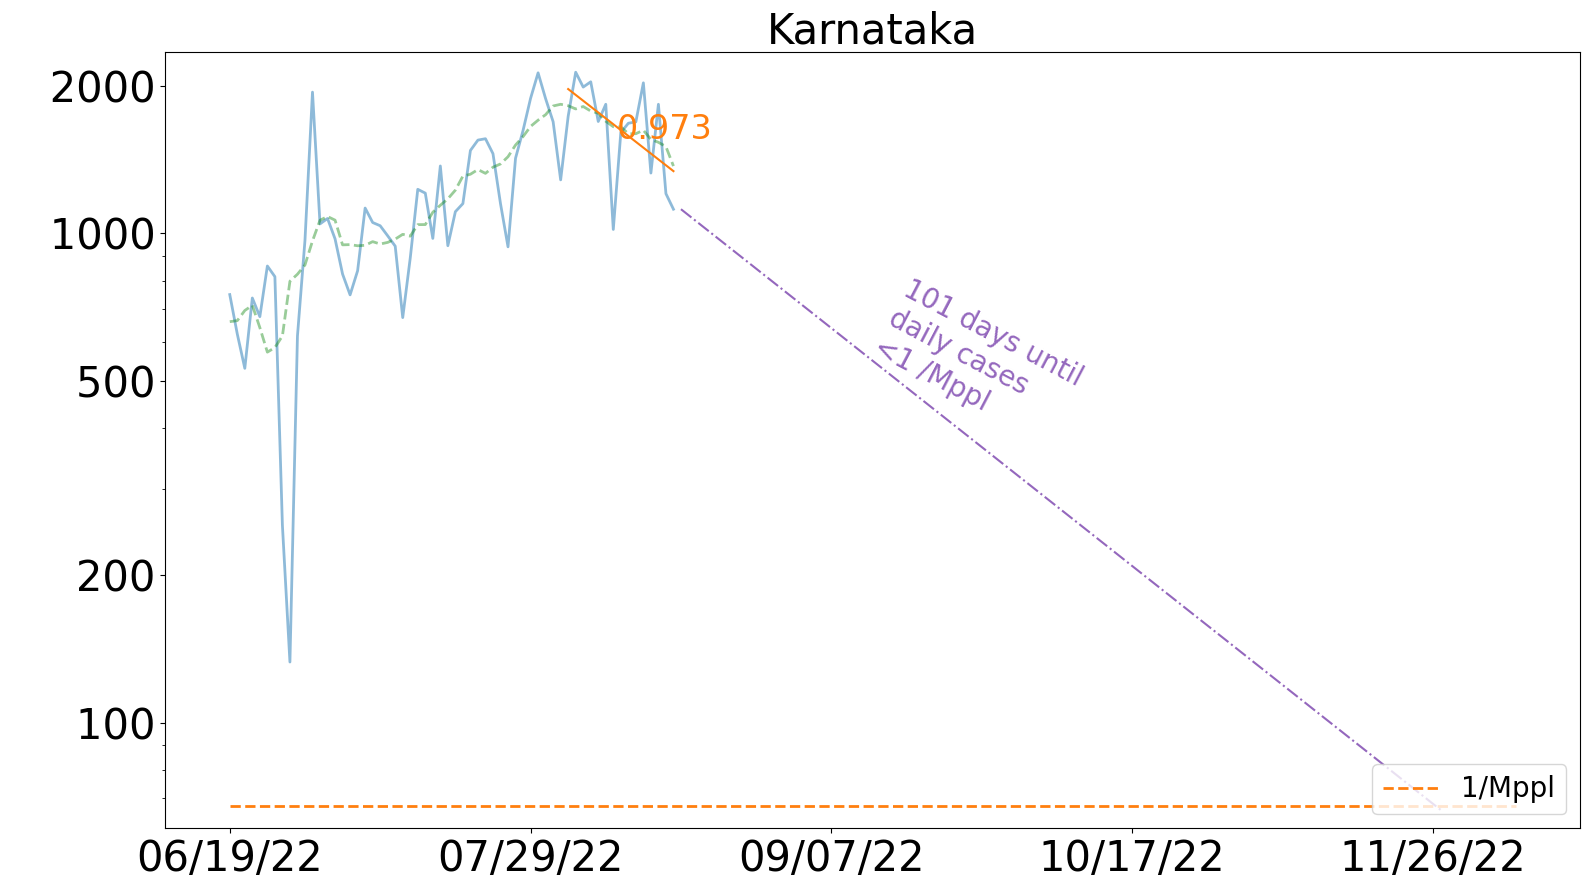 Karnataka
2000
1000
500
200
100
0.973
101 days until
daily cases
<1 /Mppl
1/Mppl
06/19/22
07/29/22
09/07/22
10/17/22
11/26/22